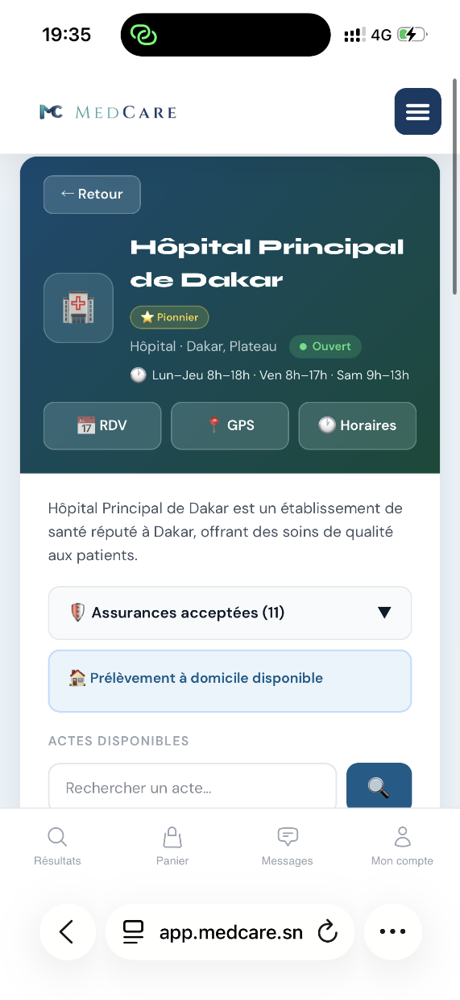 19:35
4G
MC MEDCARE
← Retour
Hôpital Principal
de Dakar
⭐ Pionnier
Hôpital · Dakar, Plateau
Ouvert
Lun–Jeu 8h–18h · Ven 8h–17h · Sam 9h–13h
17 RDV
GPS
Horaires
Hôpital Principal de Dakar est un établissement de
santé réputé à Dakar, offrant des soins de qualité
aux patients.
Assurances acceptées (11) ▼
Prélèvement à domicile disponible
ACTES DISPONIBLES
Rechercher un acte...
Résultats
Panier
Messages
Mon compte
app.medcare.sn